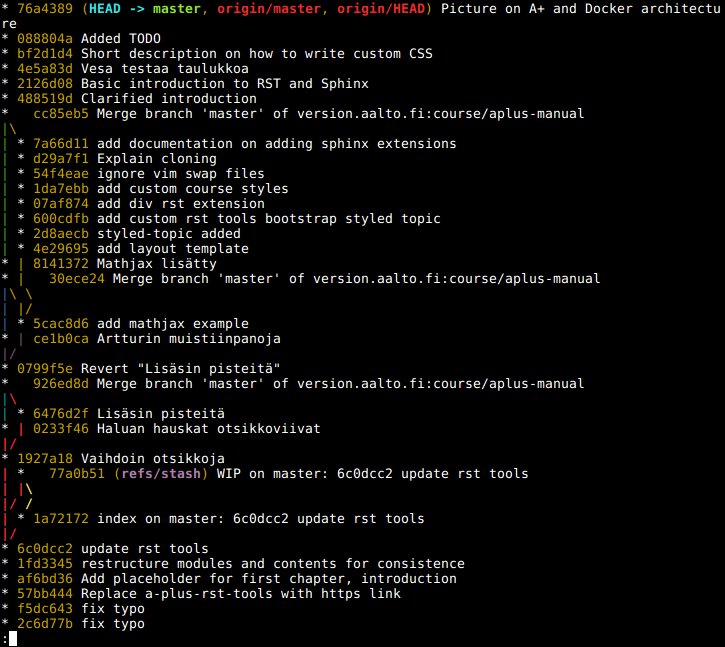 * 76a4389 (HEAD -> master, origin/master, origin/HEAD) Picture on A+ and Docker architectu
re
* 088804a Added TODO
* bf2d1d4 Short description on how to write custom CSS
* 4e5a83d Vesa testaa taulukkoa
* 2126d08 Basic introduction to RST and Sphinx
* 488519d Clarified introduction
*   cc85eb5 Merge branch 'master' of version.aalto.fi:course/aplus-manual
|\
| * 7a66d11 add documentation on adding sphinx extensions
| * d29a7f1 Explain cloning
| * 54f4eae ignore vim swap files
| * 1da7ebb add custom course styles
| * 07af874 add div rst extension
| * 600cdfb add custom rst tools bootstrap styled topic
| * 2d8aecb styled-topic added
| * 4e29695 add layout template
* | 8141372 Mathjax lisätty
* |   30ece24 Merge branch 'master' of version.aalto.fi:course/aplus-manual
|\ \
| |/
| * 5cac8d6 add mathjax example
* | ce1b0ca Artturin muistiinpanoja
|/
* 0799f5e Revert "Lisäsin pisteitä"
*   926ed8d Merge branch 'master' of version.aalto.fi:course/aplus-manual
|\
| * 6476d2f Lisäsin pisteitä
* | 0233f46 Haluan hauskat otsikkoviivat
|/
* 1927a18 Vaihdoin otsikkoja
| *   77a0b51 (refs/stash) WIP on master: 6c0dcc2 update rst tools
| |\
|/ /
| * 1a72172 index on master: 6c0dcc2 update rst tools
|/
* 6c0dcc2 update rst tools
* 1fd3345 restructure modules and contents for consistence
* af6bd36 Add placeholder for first chapter, introduction
* 57bb444 Replace a-plus-rst-tools with https link
* f5dc643 fix typo
* 2c6d77b fix typo
: